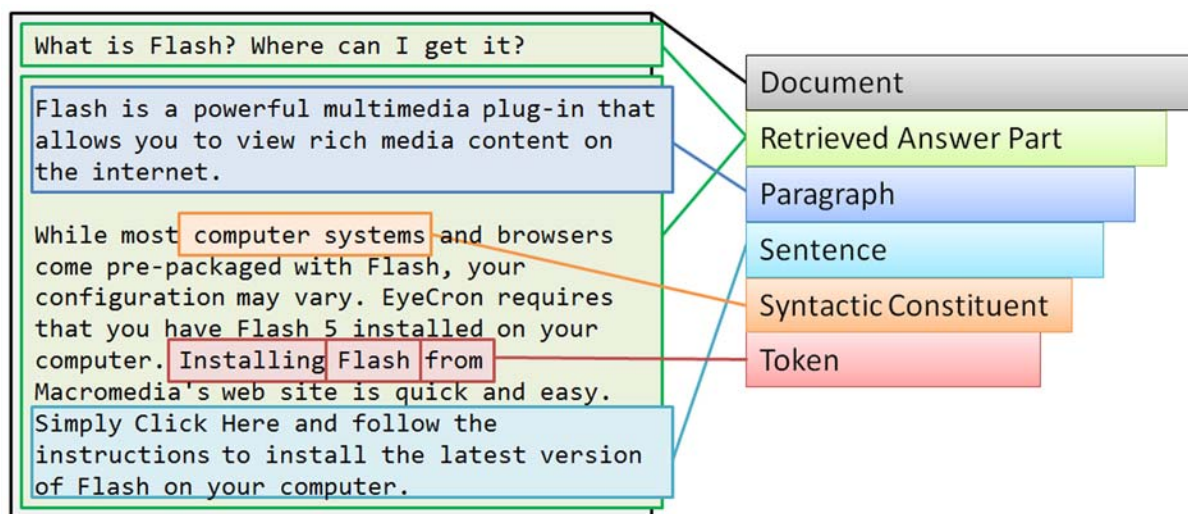 What is Flash? Where can I get it?
Flash is a powerful multimedia plug-in that
allows you to view rich media content on
the internet.
While most computer systems and browsers
come pre-packaged with Flash, your
configuration may vary. EyeCron requires
that you have Flash 5 installed on your
computer. Installing Flash from
Macromedia's web site is quick and easy.
Simply Click Here and follow the
instructions to install the latest version
of Flash on your computer.
Document
Retrieved Answer Part
Paragraph
Sentence
Syntactic Constituent
Token